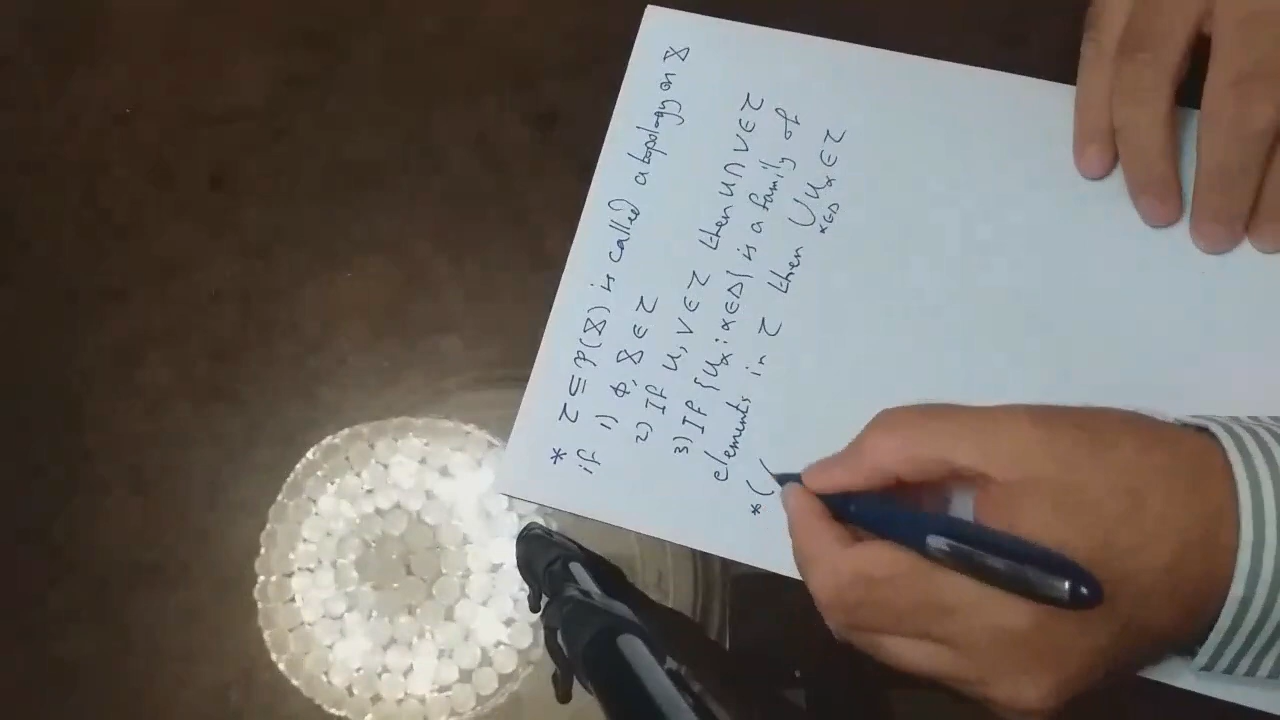 * τ ⊆ P(X) is called a topology on X
if 1) φ, X ∈ τ
2) If U, V ∈ τ then U ∩ V ∈ τ
3) If {Uα : α ∈ Δ} is a family of
elements in τ then ∪ Uα ∈ τ
α∈Δ
* (